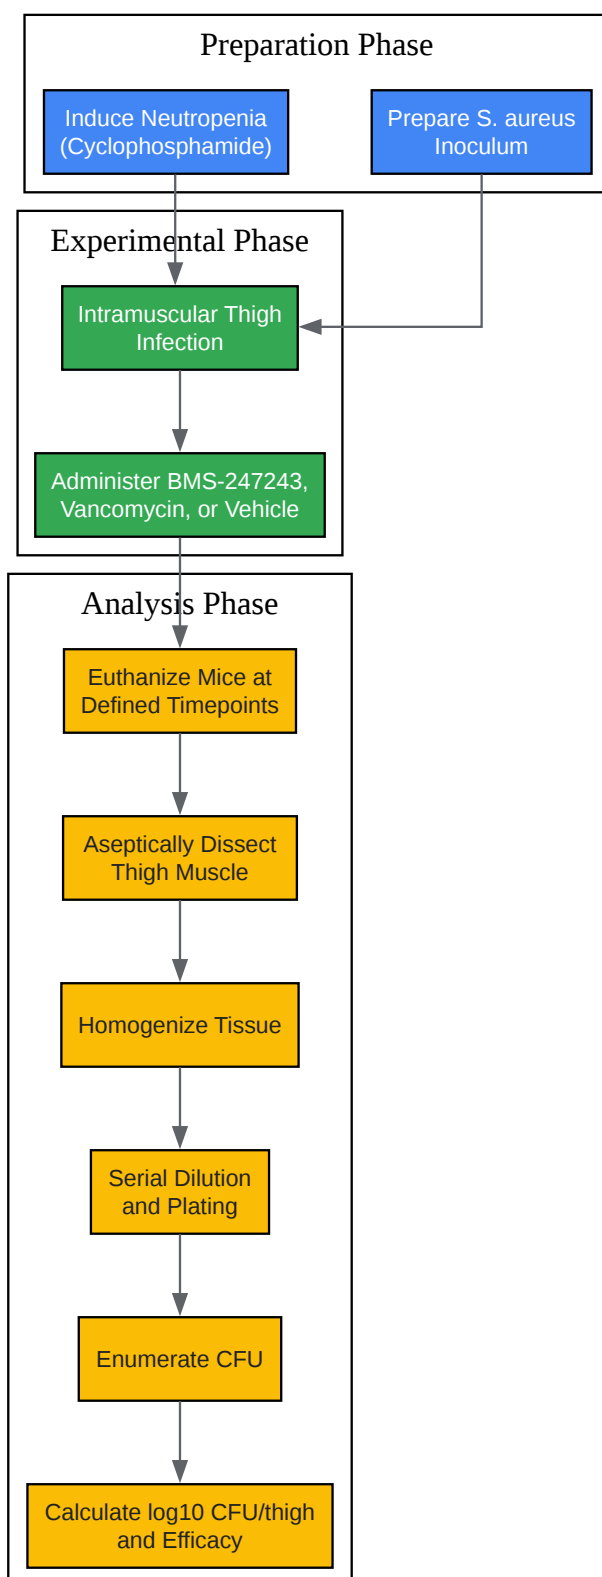 Preparation Phase
Induce Neutropenia
(Cyclophosphamide)
Prepare S. aureus
Inoculum
Experimental Phase
Intramuscular Thigh
Infection
Administer BMS-247243,
Vancomycin, or Vehicle
Analysis Phase
Euthanize Mice at
Defined Timepoints
Aseptically Dissect
Thigh Muscle
Homogenize Tissue
Serial Dilution
and Plating
Enumerate CFU
Calculate log10 CFU/thigh
and Efficacy